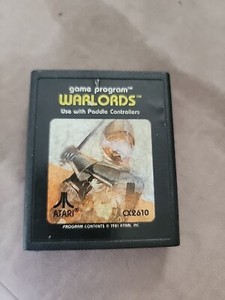 game program™
WARLORDS™
Use with Paddle Controllers
ATARI®
CX2610
PROGRAM CONTENTS © 1981 ATARI, INC.